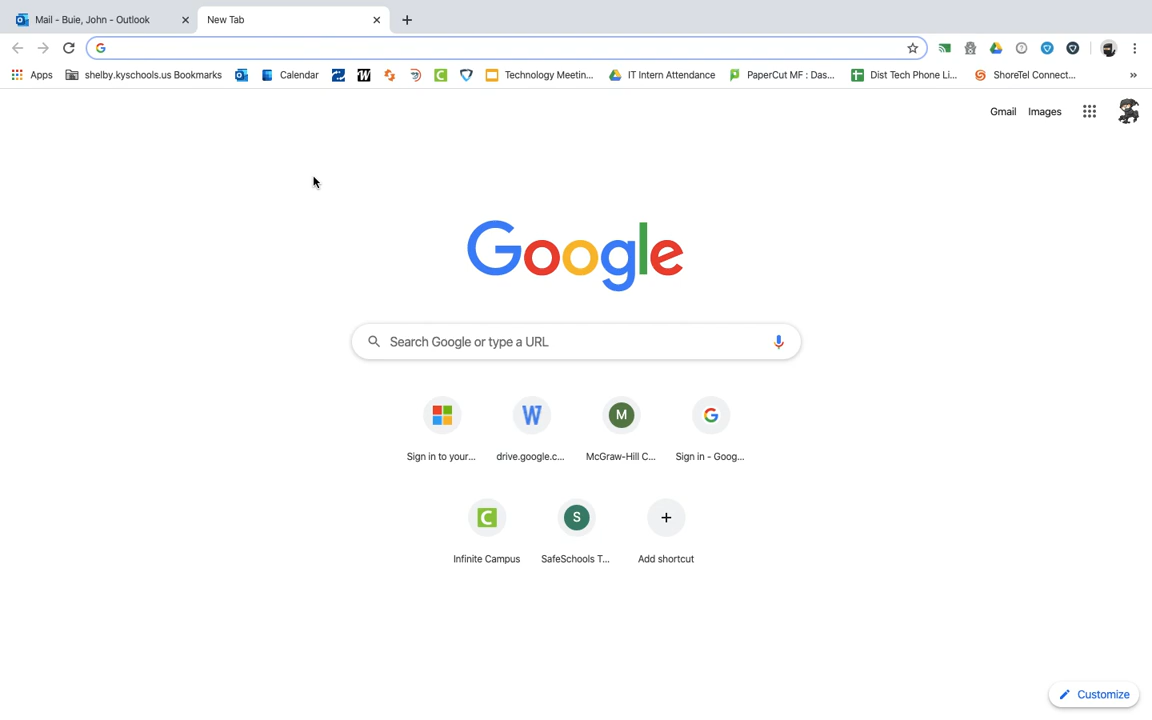 Mail - Buie, John - Outlook
New Tab
Apps shelby.kyschools.us Bookmarks Calendar Technology Meetin... IT Intern Attendance PaperCut MF : Das... Dist Tech Phone Li... ShoreTel Connect... »
Gmail Images
Google
Search Google or type a URL
W M G
Sign in to your... drive.google.c... McGraw-Hill C... Sign in - Goog...
C S
Infinite Campus SafeSchools T... Add shortcut
Customize